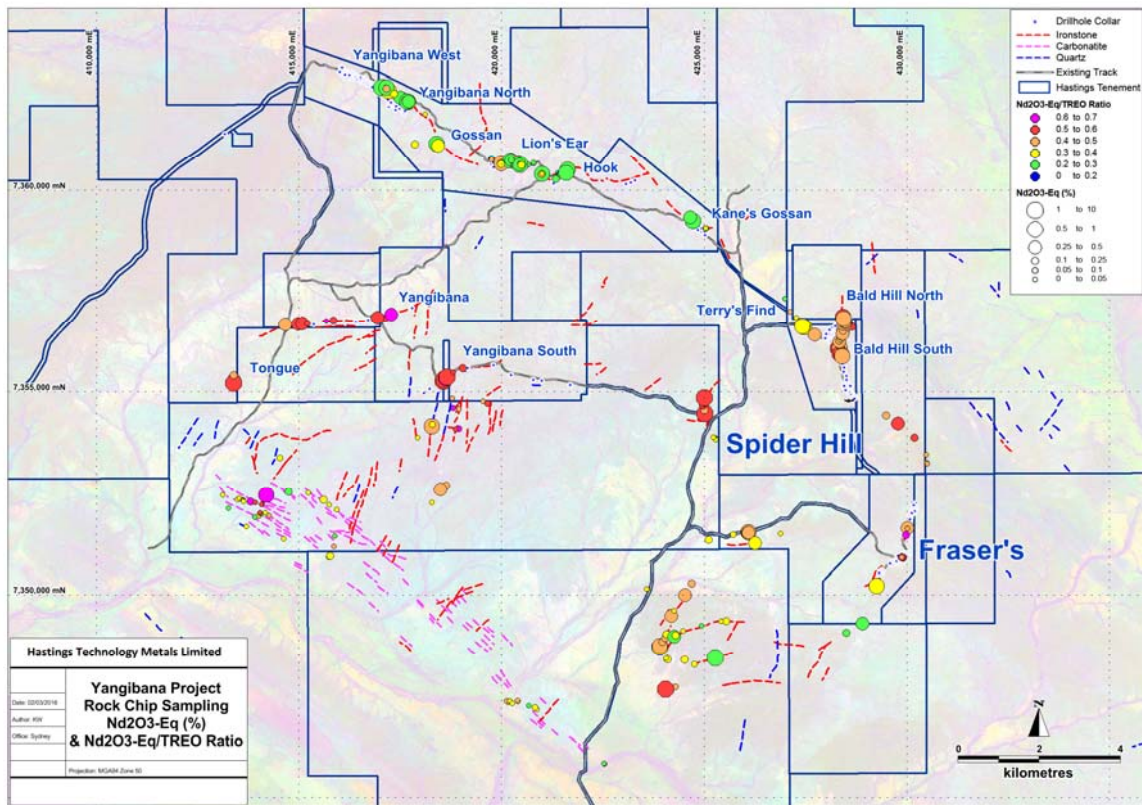 410,000 mE
415,000 mE
420,000 mE
425,000 mE
430,000 mE
Drillhole Collar
Ironstone
Carbonatite
Quartz
Existing Track
Hastings Tenement
Nd2O3-Eq/TREO Ratio
0.6 to 0.7
0.5 to 0.6
0.4 to 0.5
0.3 to 0.4
0.2 to 0.3
0 to 0.2
Nd2O3-Eq (%)
1 to 10
0.5 to 1
0.25 to 0.5
0.1 to 0.25
0.05 to 0.1
0 to 0.05
Yangibana West
Yangibana North
Gossan
Lion's Ear
Hook
7,360,000 mN
Kane's Gossan
Yangibana
Terry's Find
Bald Hill North
Bald Hill South
Yangibana South
Tongue
7,355,000 mN
Spider Hill
Fraser's
7,350,000 mN
Hastings Technology Metals Limited
Yangibana Project
Rock Chip Sampling
Nd2O3-Eq (%)
& Nd2O3-Eq/TREO Ratio
Date: 02/03/2016
Author: KW
Office: Sydney
Projection: MGA94 Zone 50
N
0 2 4
kilometres